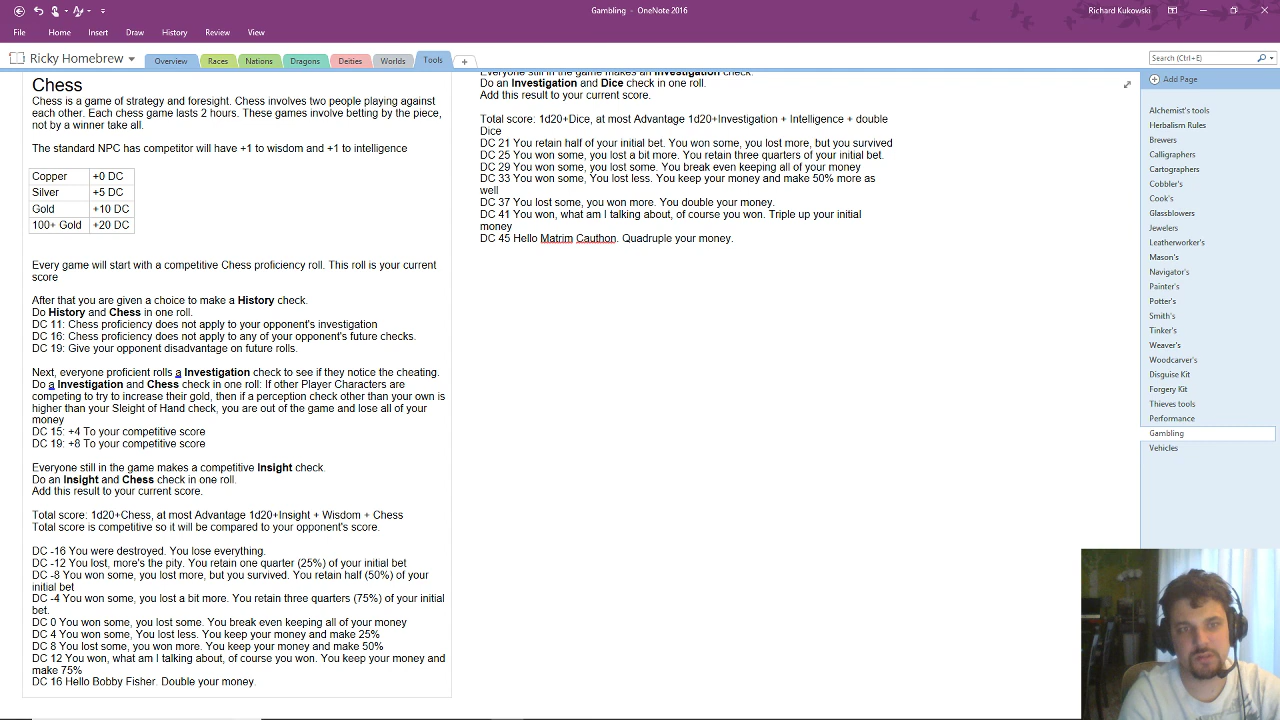 Gambling - OneNote 2016
Richard Kukowski
File Home Insert Draw History Review View
Ricky Homebrew
Overview Races Nations Dragons Deities Worlds Tools
Search (Ctrl+E)
Chess
Chess is a game of strategy and foresight. Chess involves two people playing against
each other. Each chess game lasts 2 hours. These games involve betting by the piece,
not by a winner take all.
The standard NPC has competitor will have +1 to wisdom and +1 to intelligence
Copper +0 DC
Silver +5 DC
Gold +10 DC
100+ Gold +20 DC
Every game will start with a competitive Chess proficiency roll. This roll is your current
score
After that you are given a choice to make a History check.
Do History and Chess in one roll.
DC 11: Chess proficiency does not apply to your opponent's investigation
DC 16: Chess proficiency does not apply to any of your opponent's future checks.
DC 19: Give your opponent disadvantage on future rolls.
Next, everyone proficient rolls a Investigation check to see if they notice the cheating.
Do a Investigation and Chess check in one roll: If other Player Characters are
competing to try to increase their gold, then if a perception check other than your own is
higher than your Sleight of Hand check, you are out of the game and lose all of your
money
DC 15: +4 To your competitive score
DC 19: +8 To your competitive score
Everyone still in the game makes a competitive Insight check.
Do an Insight and Chess check in one roll.
Add this result to your current score.
Total score: 1d20+Chess, at most Advantage 1d20+Insight + Wisdom + Chess
Total score is competitive so it will be compared to your opponent's score.
DC -16 You were destroyed. You lose everything.
DC -12 You lost, more's the pity. You retain one quarter (25%) of your initial bet
DC -8 You won some, you lost more, but you survived. You retain half (50%) of your
initial bet
DC -4 You won some, you lost a bit more. You retain three quarters (75%) of your initial
bet.
DC 0 You won some, you lost some. You break even keeping all of your money
DC 4 You won some, You lost less. You keep your money and make 25%
DC 8 You lost some, you won more. You keep your money and make 50%
DC 12 You won, what am I talking about, of course you won. You keep your money and
make 75%
DC 16 Hello Bobby Fisher. Double your money.
Everyone still in the game makes an Investigation check.
Do an Investigation and Dice check in one roll.
Add this result to your current score.
Total score: 1d20+Dice, at most Advantage 1d20+Investigation + Intelligence + double
Dice
DC 21 You retain half of your initial bet. You won some, you lost more, but you survived
DC 25 You won some, you lost a bit more. You retain three quarters of your initial bet.
DC 29 You won some, you lost some. You break even keeping all of your money
DC 33 You won some, You lost less. You keep your money and make 50% more as
well
DC 37 You lost some, you won more. You double your money.
DC 41 You won, what am I talking about, of course you won. Triple up your initial
money
DC 45 Hello Matrim Cauthon. Quadruple your money.
Add Page
Alchemist's tools
Herbalism Rules
Brewers
Calligraphers
Cartographers
Cobbler's
Cook's
Glassblowers
Jewelers
Leatherworker's
Mason's
Navigator's
Painter's
Potter's
Smith's
Tinker's
Weaver's
Woodcarver's
Disguise Kit
Forgery Kit
Thieves tools
Performance
Gambling
Vehicles